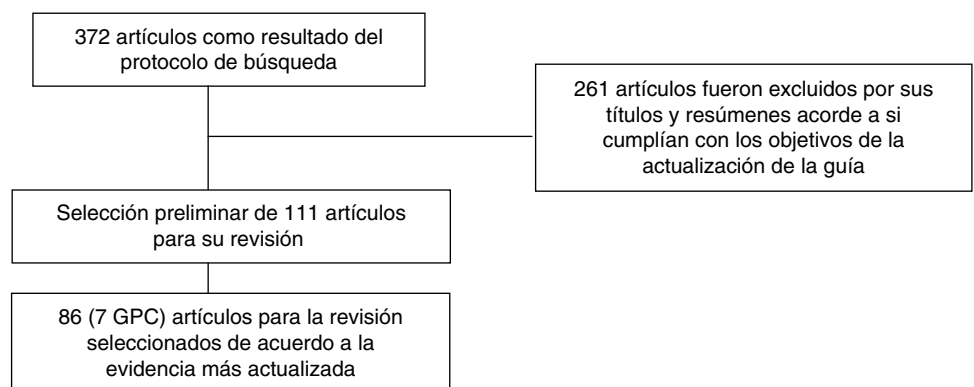 372 artículos como resultado del
protocolo de búsqueda
261 artículos fueron excluidos por sus
títulos y resúmenes acorde a si
cumplían con los objetivos de la
actualización de la guía
Selección preliminar de 111 artículos
para su revisión
86 (7 GPC) artículos para la revisión
seleccionados de acuerdo a la
evidencia más actualizada